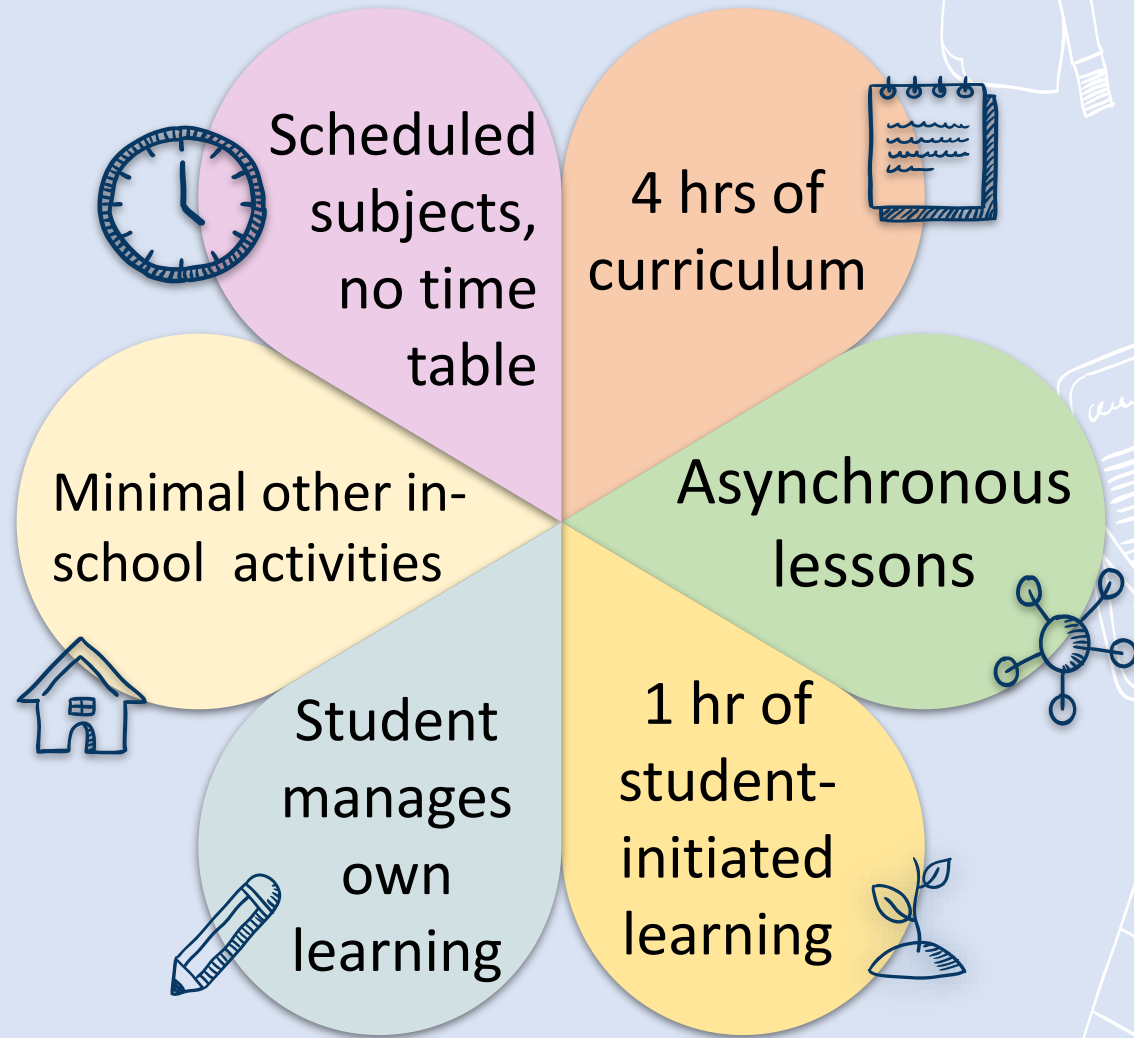 Scheduled
subjects,
no time
table
4 hrs of
curriculum
Asynchronous
lessons
1 hr of
student-
initiated
learning
Student
manages
own
learning
Minimal other in-
school  activities